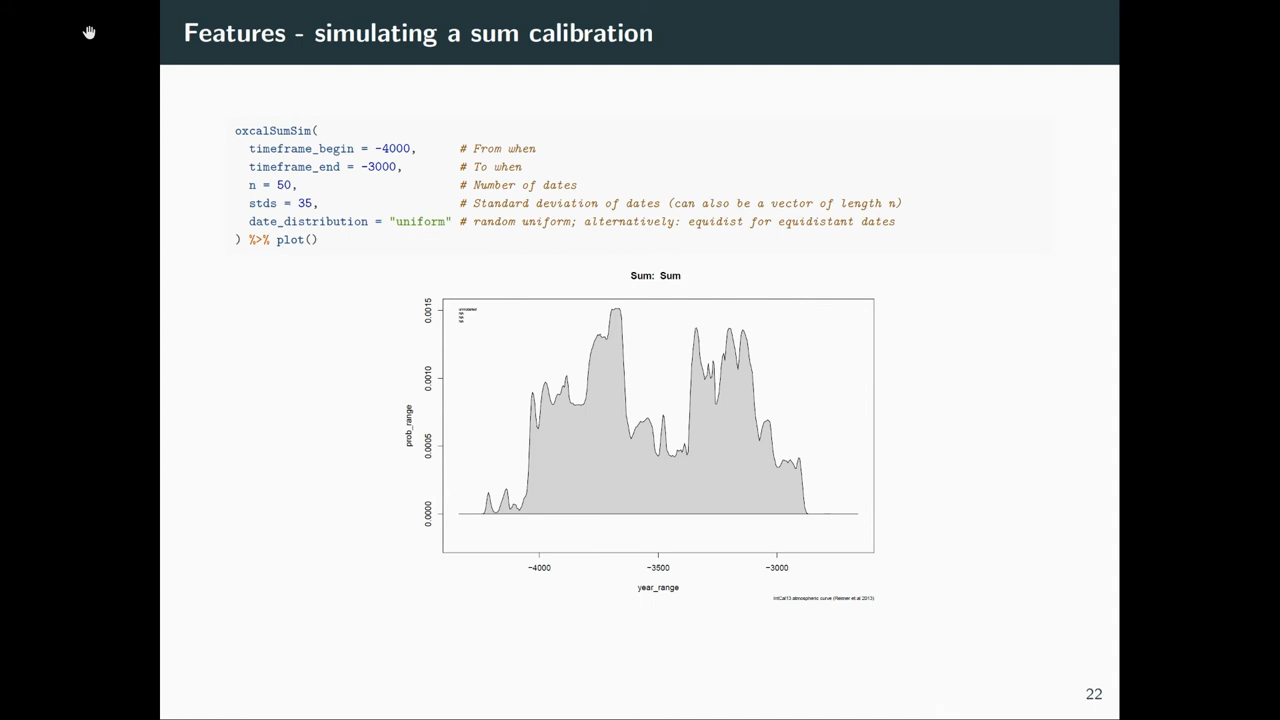 Features - simulating a sum calibration
oxcalSumSim(
timeframe_begin = -4000, # From when
timeframe_end = -3000, # To when
n = 50, # Number of dates
stds = 35, # Standard deviation of dates (can also be a vector of length n)
date_distribution = "uniform" # random uniform; alternatively: equidist for equidistant dates
) %>% plot()
Sum: Sum
0.0015
0.0010
0.0005
0.0000
prob_range
NA
NA
NA
−4000
−3500
−3000
year_range
IntCal13 atmospheric curve (Reimer et al 2013)
22